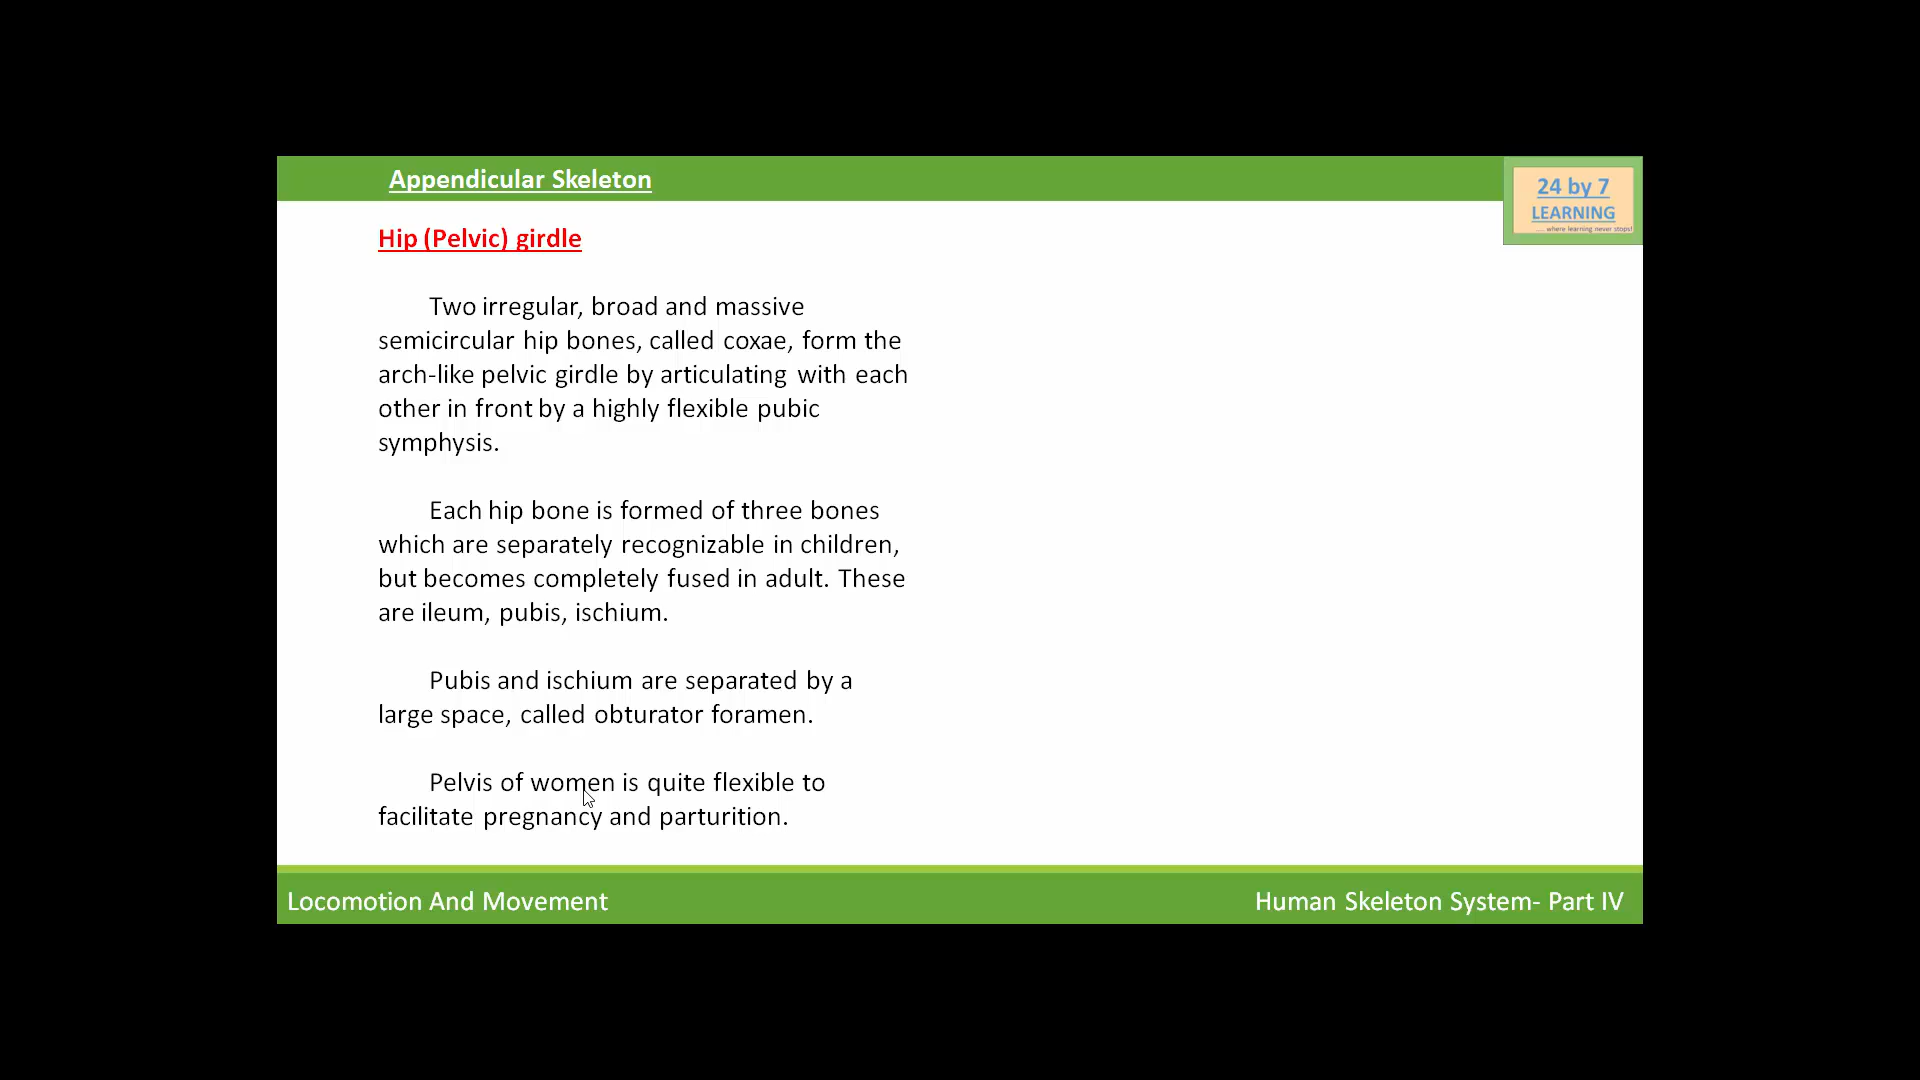 Appendicular Skeleton
24 by 7
LEARNING
.... where learning never stops!
Hip (Pelvic) girdle
Two irregular, broad and massive
semicircular hip bones, called coxae, form the
arch-like pelvic girdle by articulating with each
other in front by a highly flexible pubic
symphysis.
Each hip bone is formed of three bones
which are separately recognizable in children,
but becomes completely fused in adult. These
are ileum, pubis, ischium.
Pubis and ischium are separated by a
large space, called obturator foramen.
Pelvis of women is quite flexible to
facilitate pregnancy and parturition.
Locomotion And Movement
Human Skeleton System- Part IV